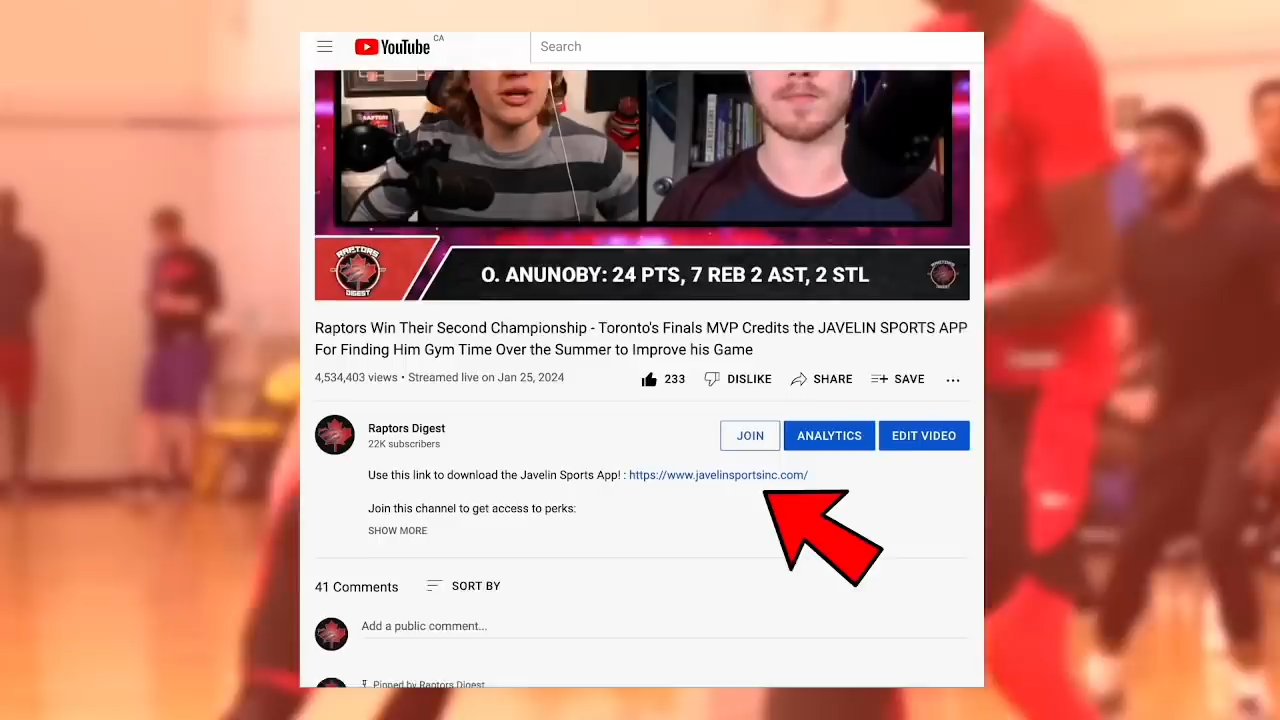 CA
YouTube
Search
RAPTORS
DIGEST
O. ANUNOBY: 24 PTS, 7 REB 2 AST, 2 STL
Raptors Win Their Second Championship - Toronto's Finals MVP Credits the JAVELIN SPORTS APP
For Finding Him Gym Time Over the Summer to Improve his Game
4,534,403 views • Streamed live on Jan 25, 2024
233
DISLIKE
SHARE
SAVE
Raptors Digest
22K subscribers
JOIN
ANALYTICS
EDIT VIDEO
Use this link to download the Javelin Sports App! : https://www.javelinsportsinc.com/
Join this channel to get access to perks:
SHOW MORE
41 Comments
SORT BY
Add a public comment...
Pinned by Raptors Digest